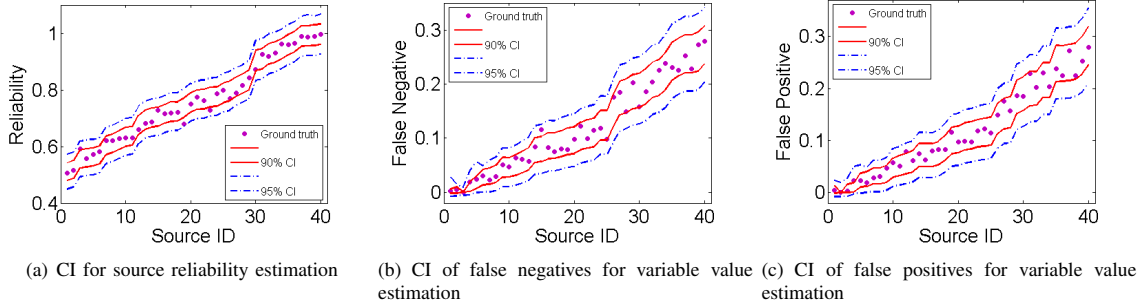 1
0.8
0.6
0.4
Reliability
0 10 20 30 40
Source ID
Ground truth
90% CI
95% CI
(a) CI for source reliability estimation
0.3
0.2
0.1
0
False Negative
0 10 20 30 40
Source ID
Ground truth
90% CI
95% CI
(b) CI of false negatives for variable value
estimation
0.3
0.2
0.1
0
False Positive
0 10 20 30 40
Source ID
Ground truth
90% CI
95% CI
(c) CI of false positives for variable value
estimation